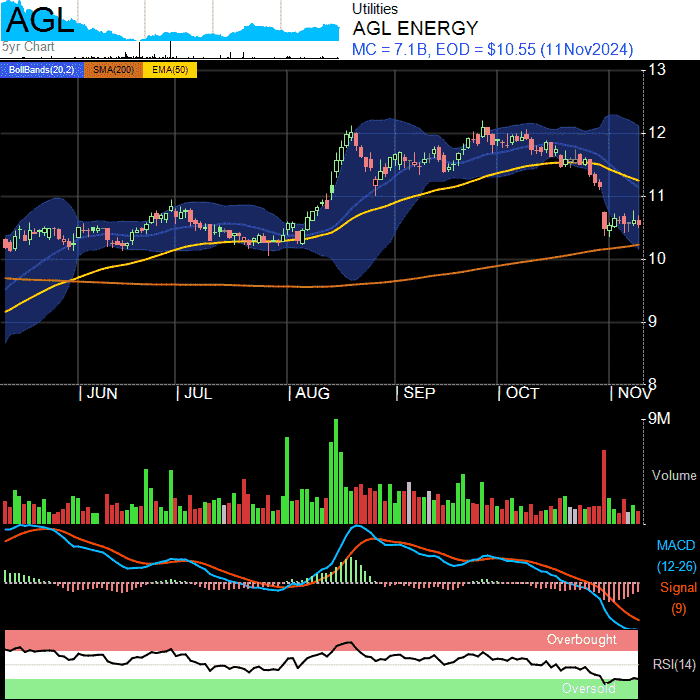 AGL
5yr Chart
Utilities
AGL ENERGY
MC = 7.1B, EOD = $10.55 (11Nov2024)
BollBands(20,2) SMA(200) EMA(50)
13
12
11
10
9
8
JUN JUL AUG SEP OCT NOV
9M
Volume
MACD
(12-26)
Signal
(9)
Overbought
RSI(14)
Oversold